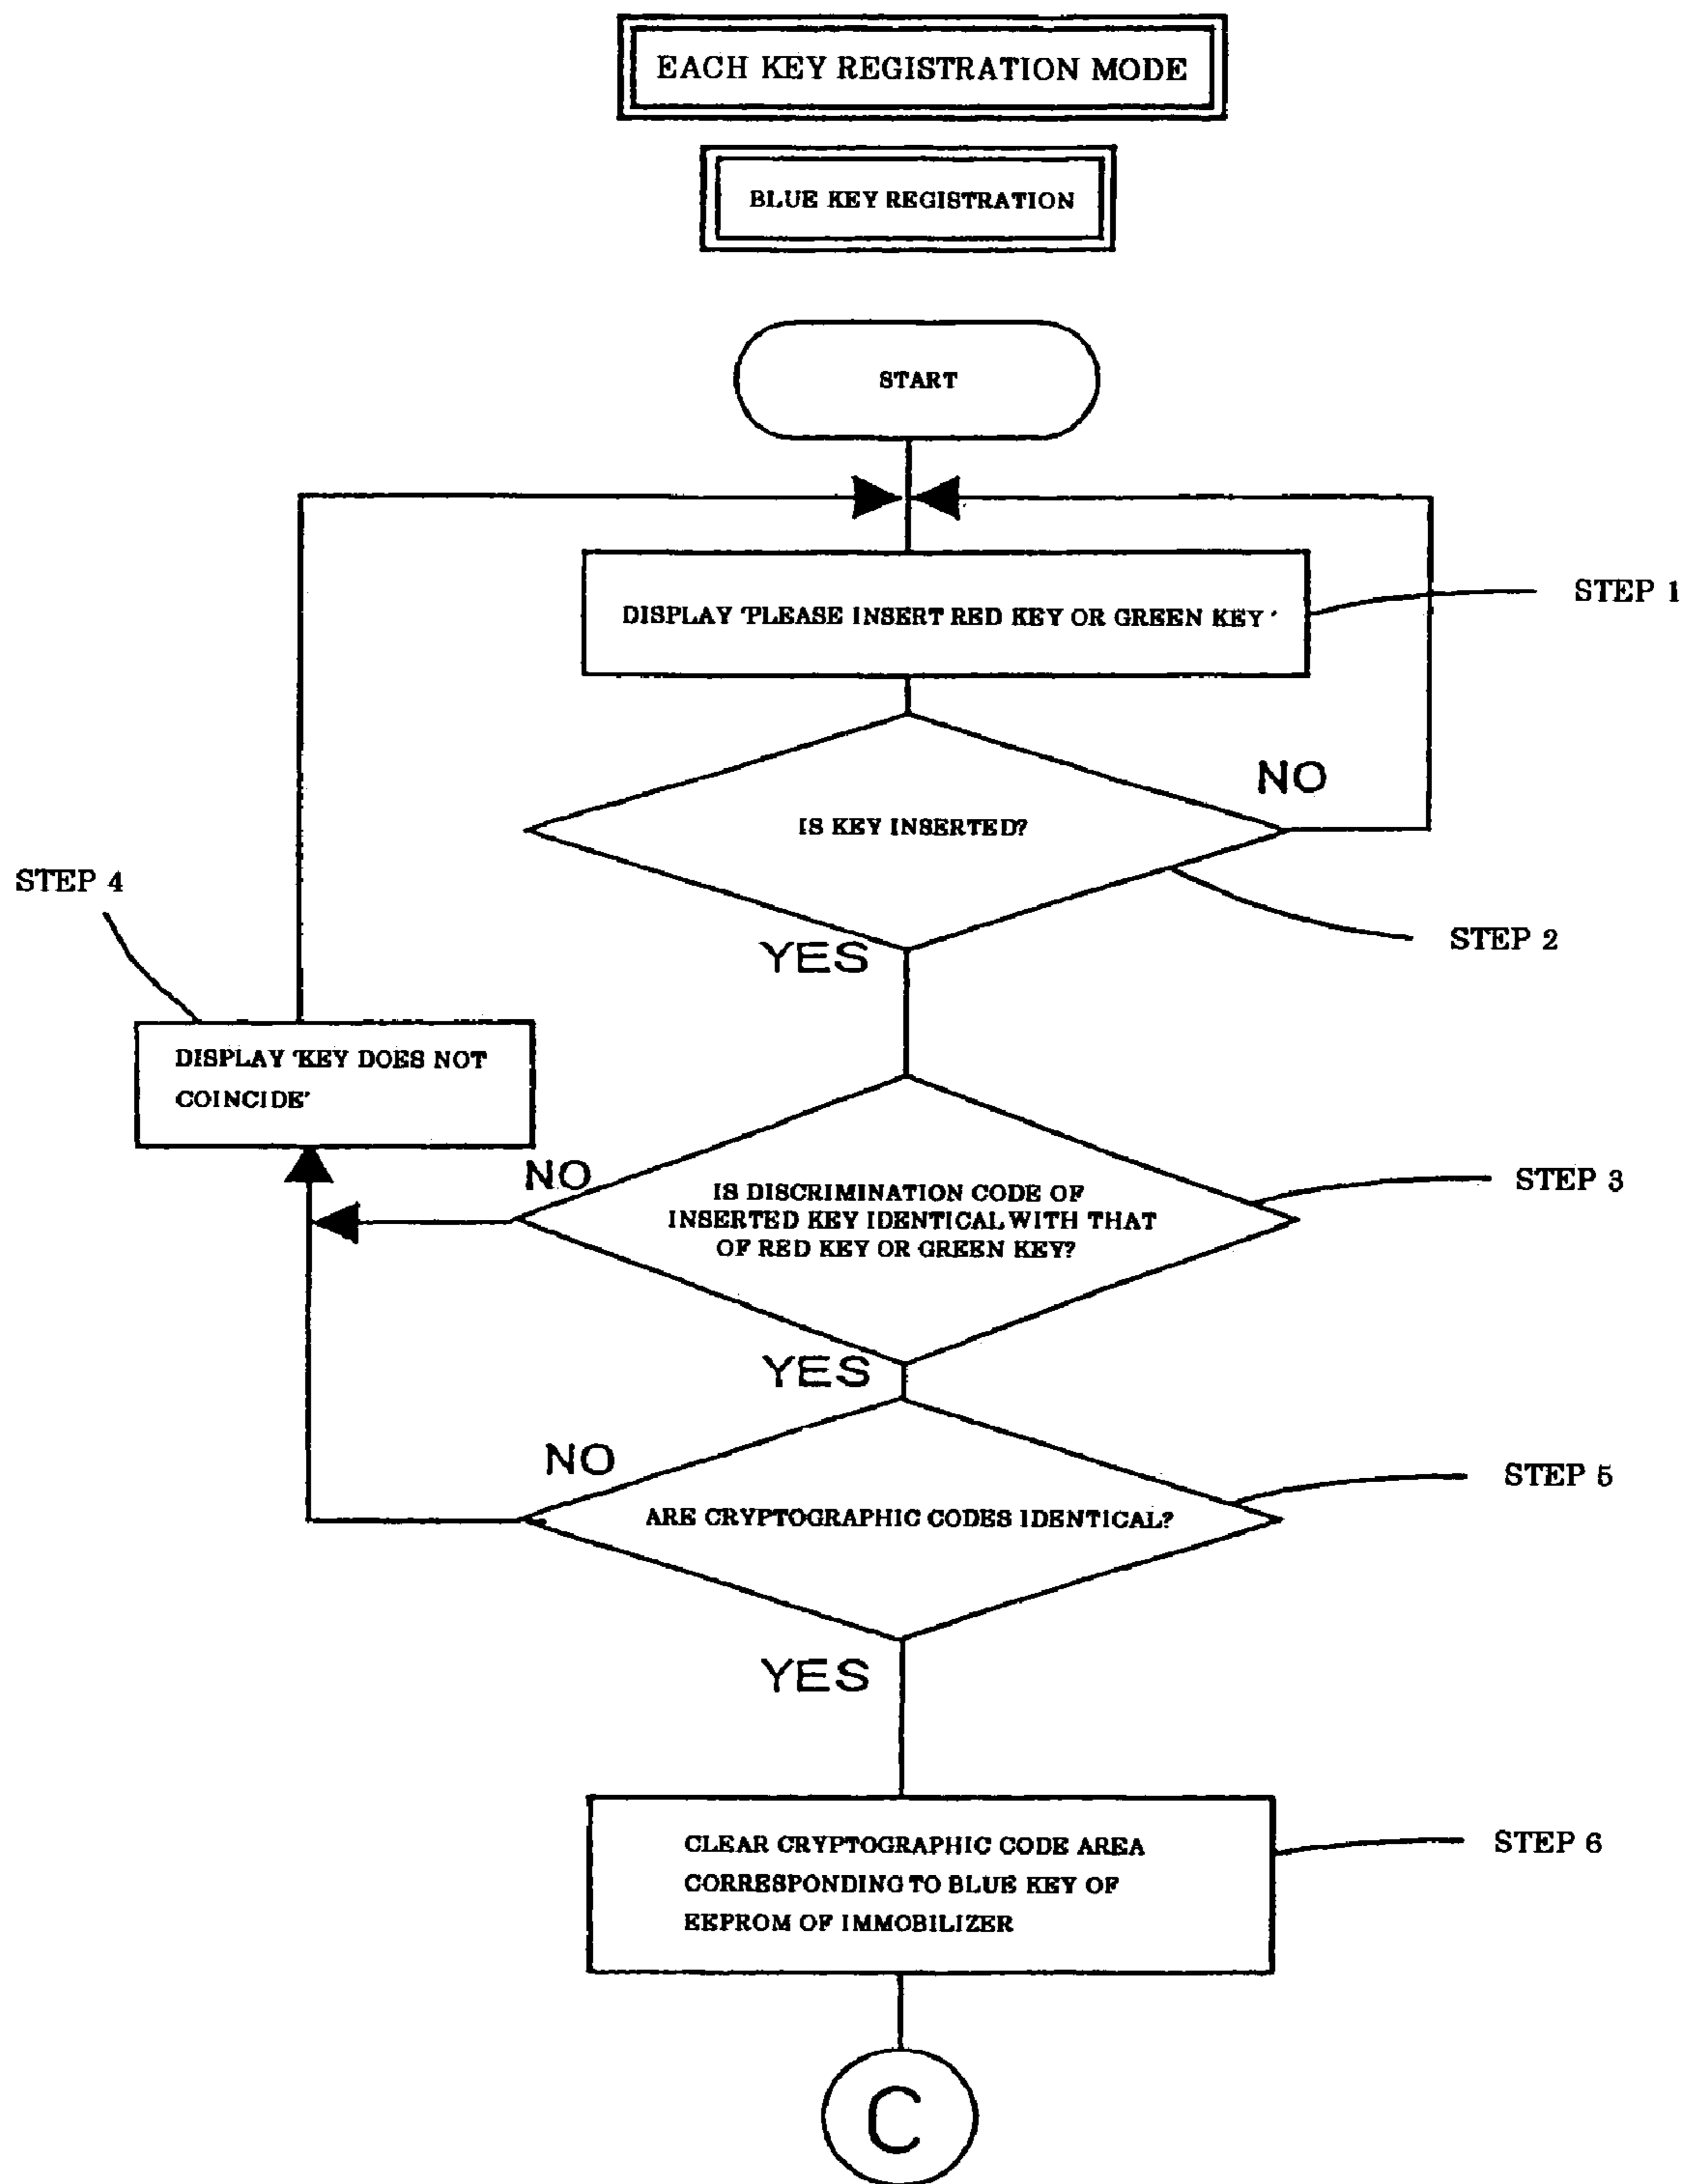 EACH KEY REGISTRATION MODE
BLUE KEY REGISTRATION
START
DISPLAY 'PLEASE INSERT RED KEY OR GREEN KEY '
STEP 1
NO
IS KEY INSERTED?
STEP 4
STEP 2
YES
DISPLAY 'KEY DOES NOT
COINCIDE'
NO
STEP 3
IS DISCRIMINATION CODE OF
INSERTED KEY IDENTICAL WITH THAT
OF RED KEY OR GREEN KEY?
YES
NO
STEP 5
ARE CRYPTOGRAPHIC CODES IDENTICAL?
YES
CLEAR CRYPTOGRAPHIC CODE AREA
CORRESPONDING TO BLUE KEY OF
EEPROM OF IMMOBILIZER
STEP 6
C